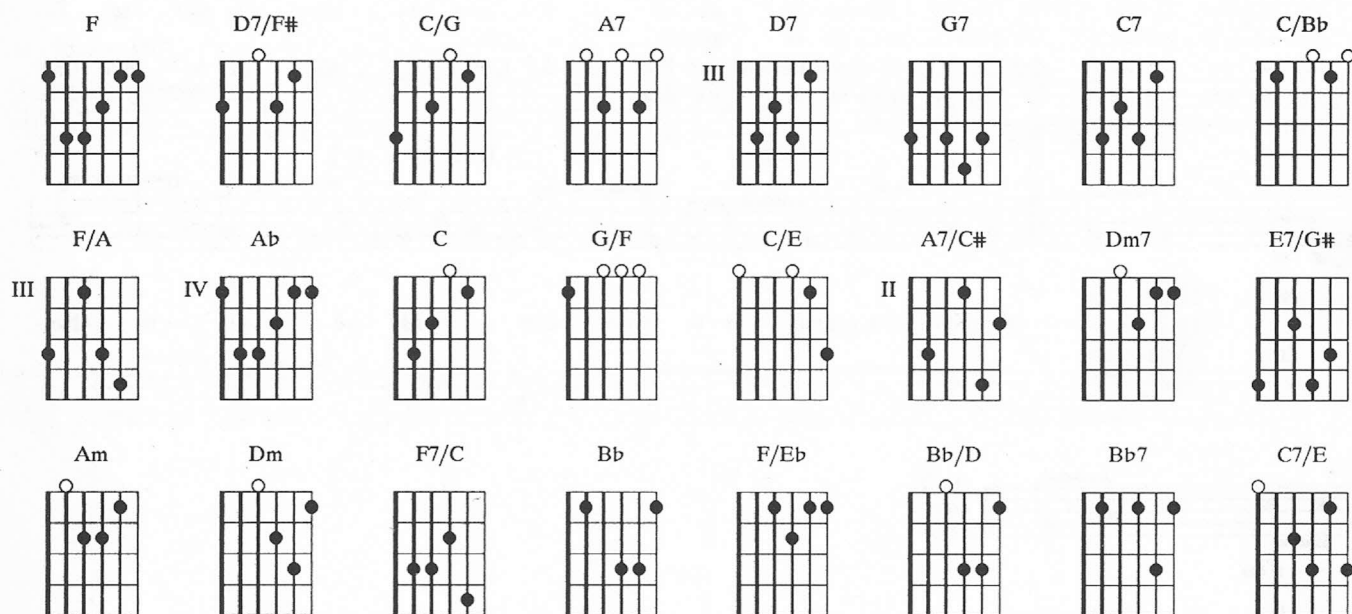 F D7/F# C/G A7 D7 G7 C7 C/B♭
III
F/A A♭ C G/F C/E A7/C# Dm7 E7/G#
III IV II
Am Dm F7/C B♭ F/E♭ B♭/D B♭7 C7/E